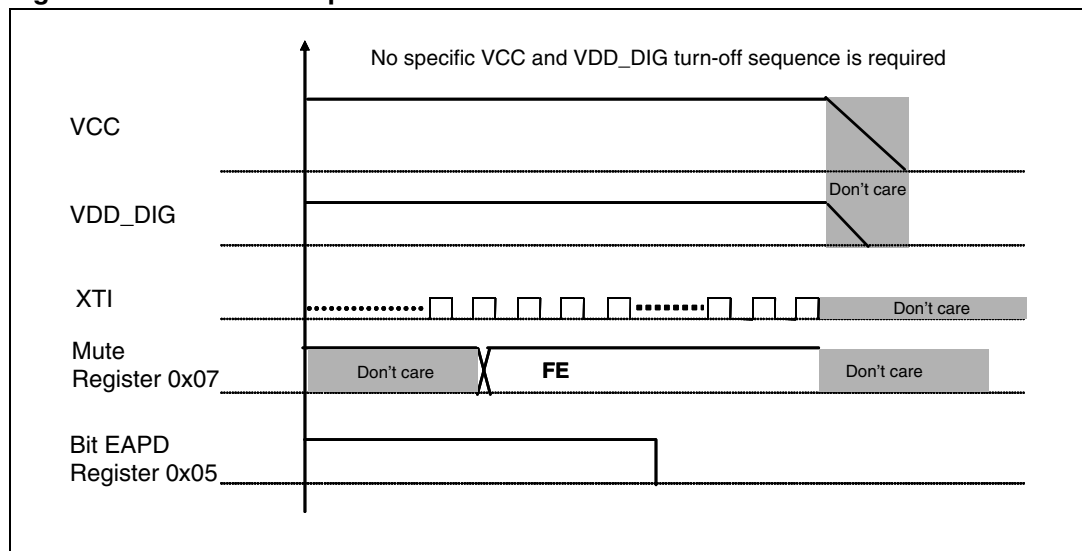 No specific VCC and VDD_DIG turn-off sequence is required
VCC
Don't care
VDD_DIG
XTI
Don't care
Mute
Register 0x07
Don't care
FE
Don't care
Bit EAPD
Register 0x05